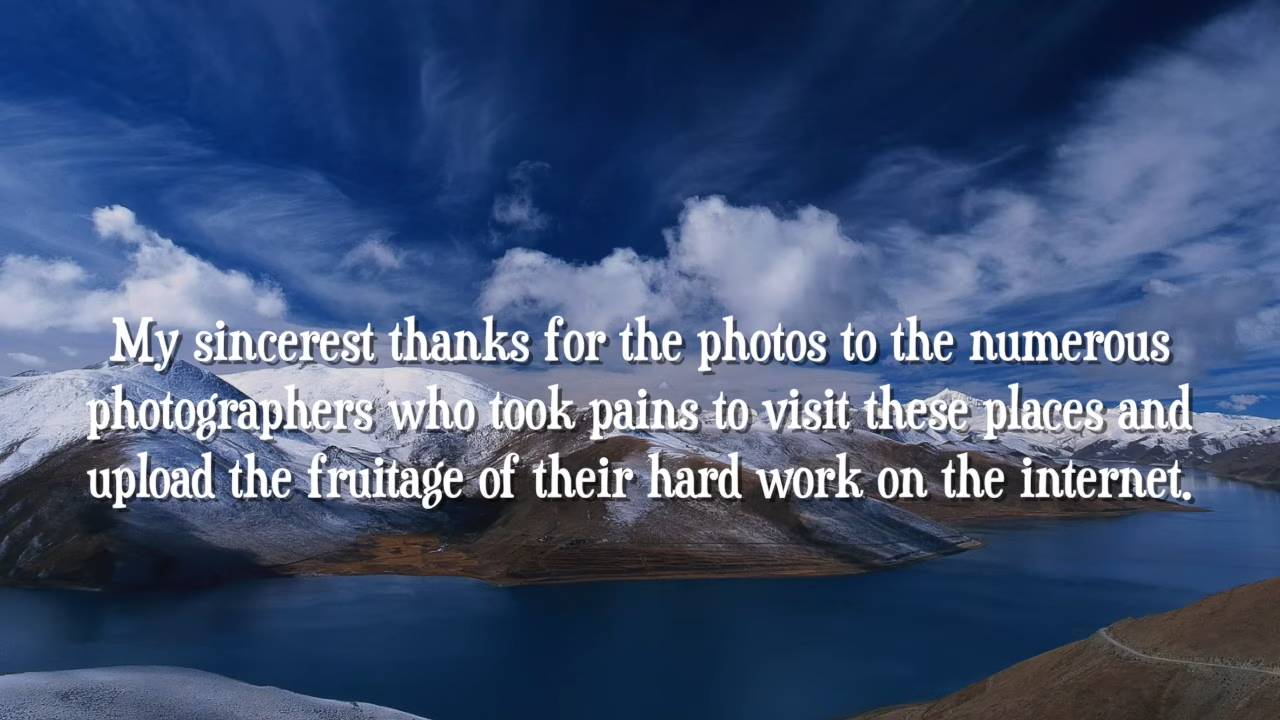 My sincerest thanks for the photos to the numerous
photographers who took pains to visit these places and
upload the fruitage of their hard work on the internet.